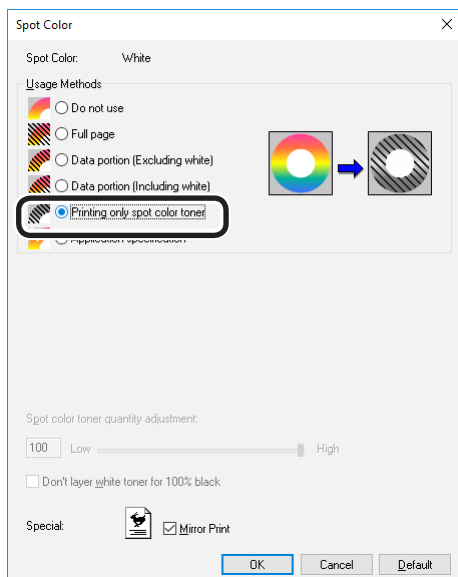 Spot Color
Spot Color: White
Usage Methods
Do not use
Full page
Data portion (Excluding white)
Data portion (Including white)
Printing only spot color toner
Application specification
Spot color toner quantity adjustment:
100 Low High
Don't layer white toner for 100% black
Special: Mirror Print
OK Cancel Default